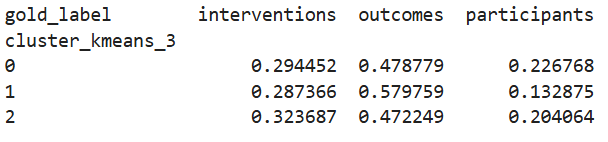 gold_label interventions outcomes participants
cluster_kmeans_3
0 0.294452 0.478779 0.226768
1 0.287366 0.579759 0.132875
2 0.323687 0.472249 0.204064